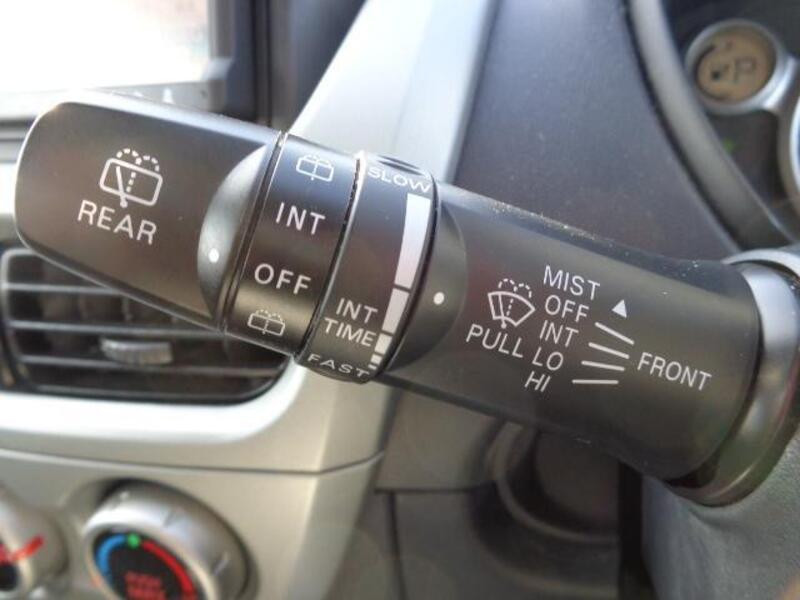 REAR
INT
OFF
SLOW
INT
TIME
FAST
MIST
OFF
INT
PULL LO
HI
FRONT
P